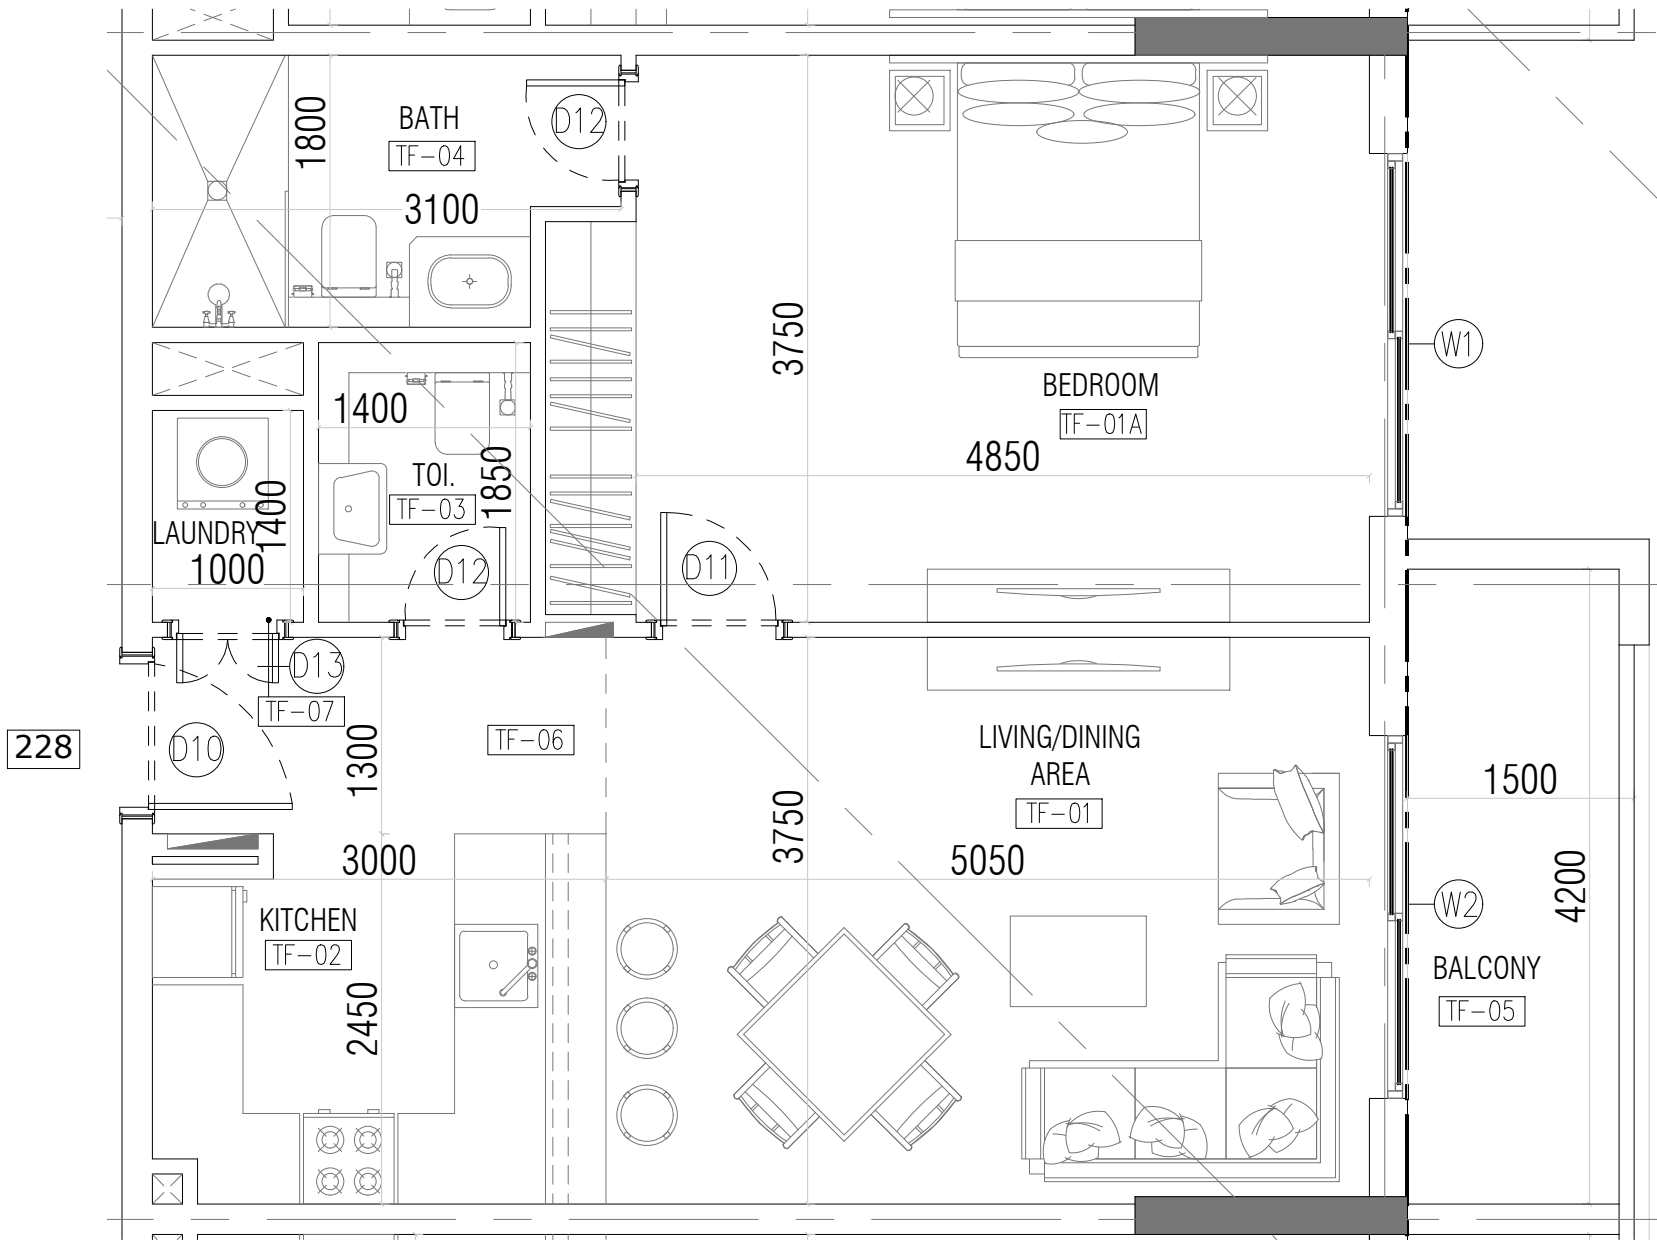 1800
BATH
TF-04
D12
3100
3750
W1
BEDROOM
TF-01A
4850
1400
TOI.
1850
TF-03
1400
LAUNDRY
1000
D12
D11
D13
TF-07
228
D10
1300
TF-06
LIVING/DINING
AREA
TF-01
3750
1500
3000
5050
4200
W2
KITCHEN
TF-02
2450
BALCONY
TF-05